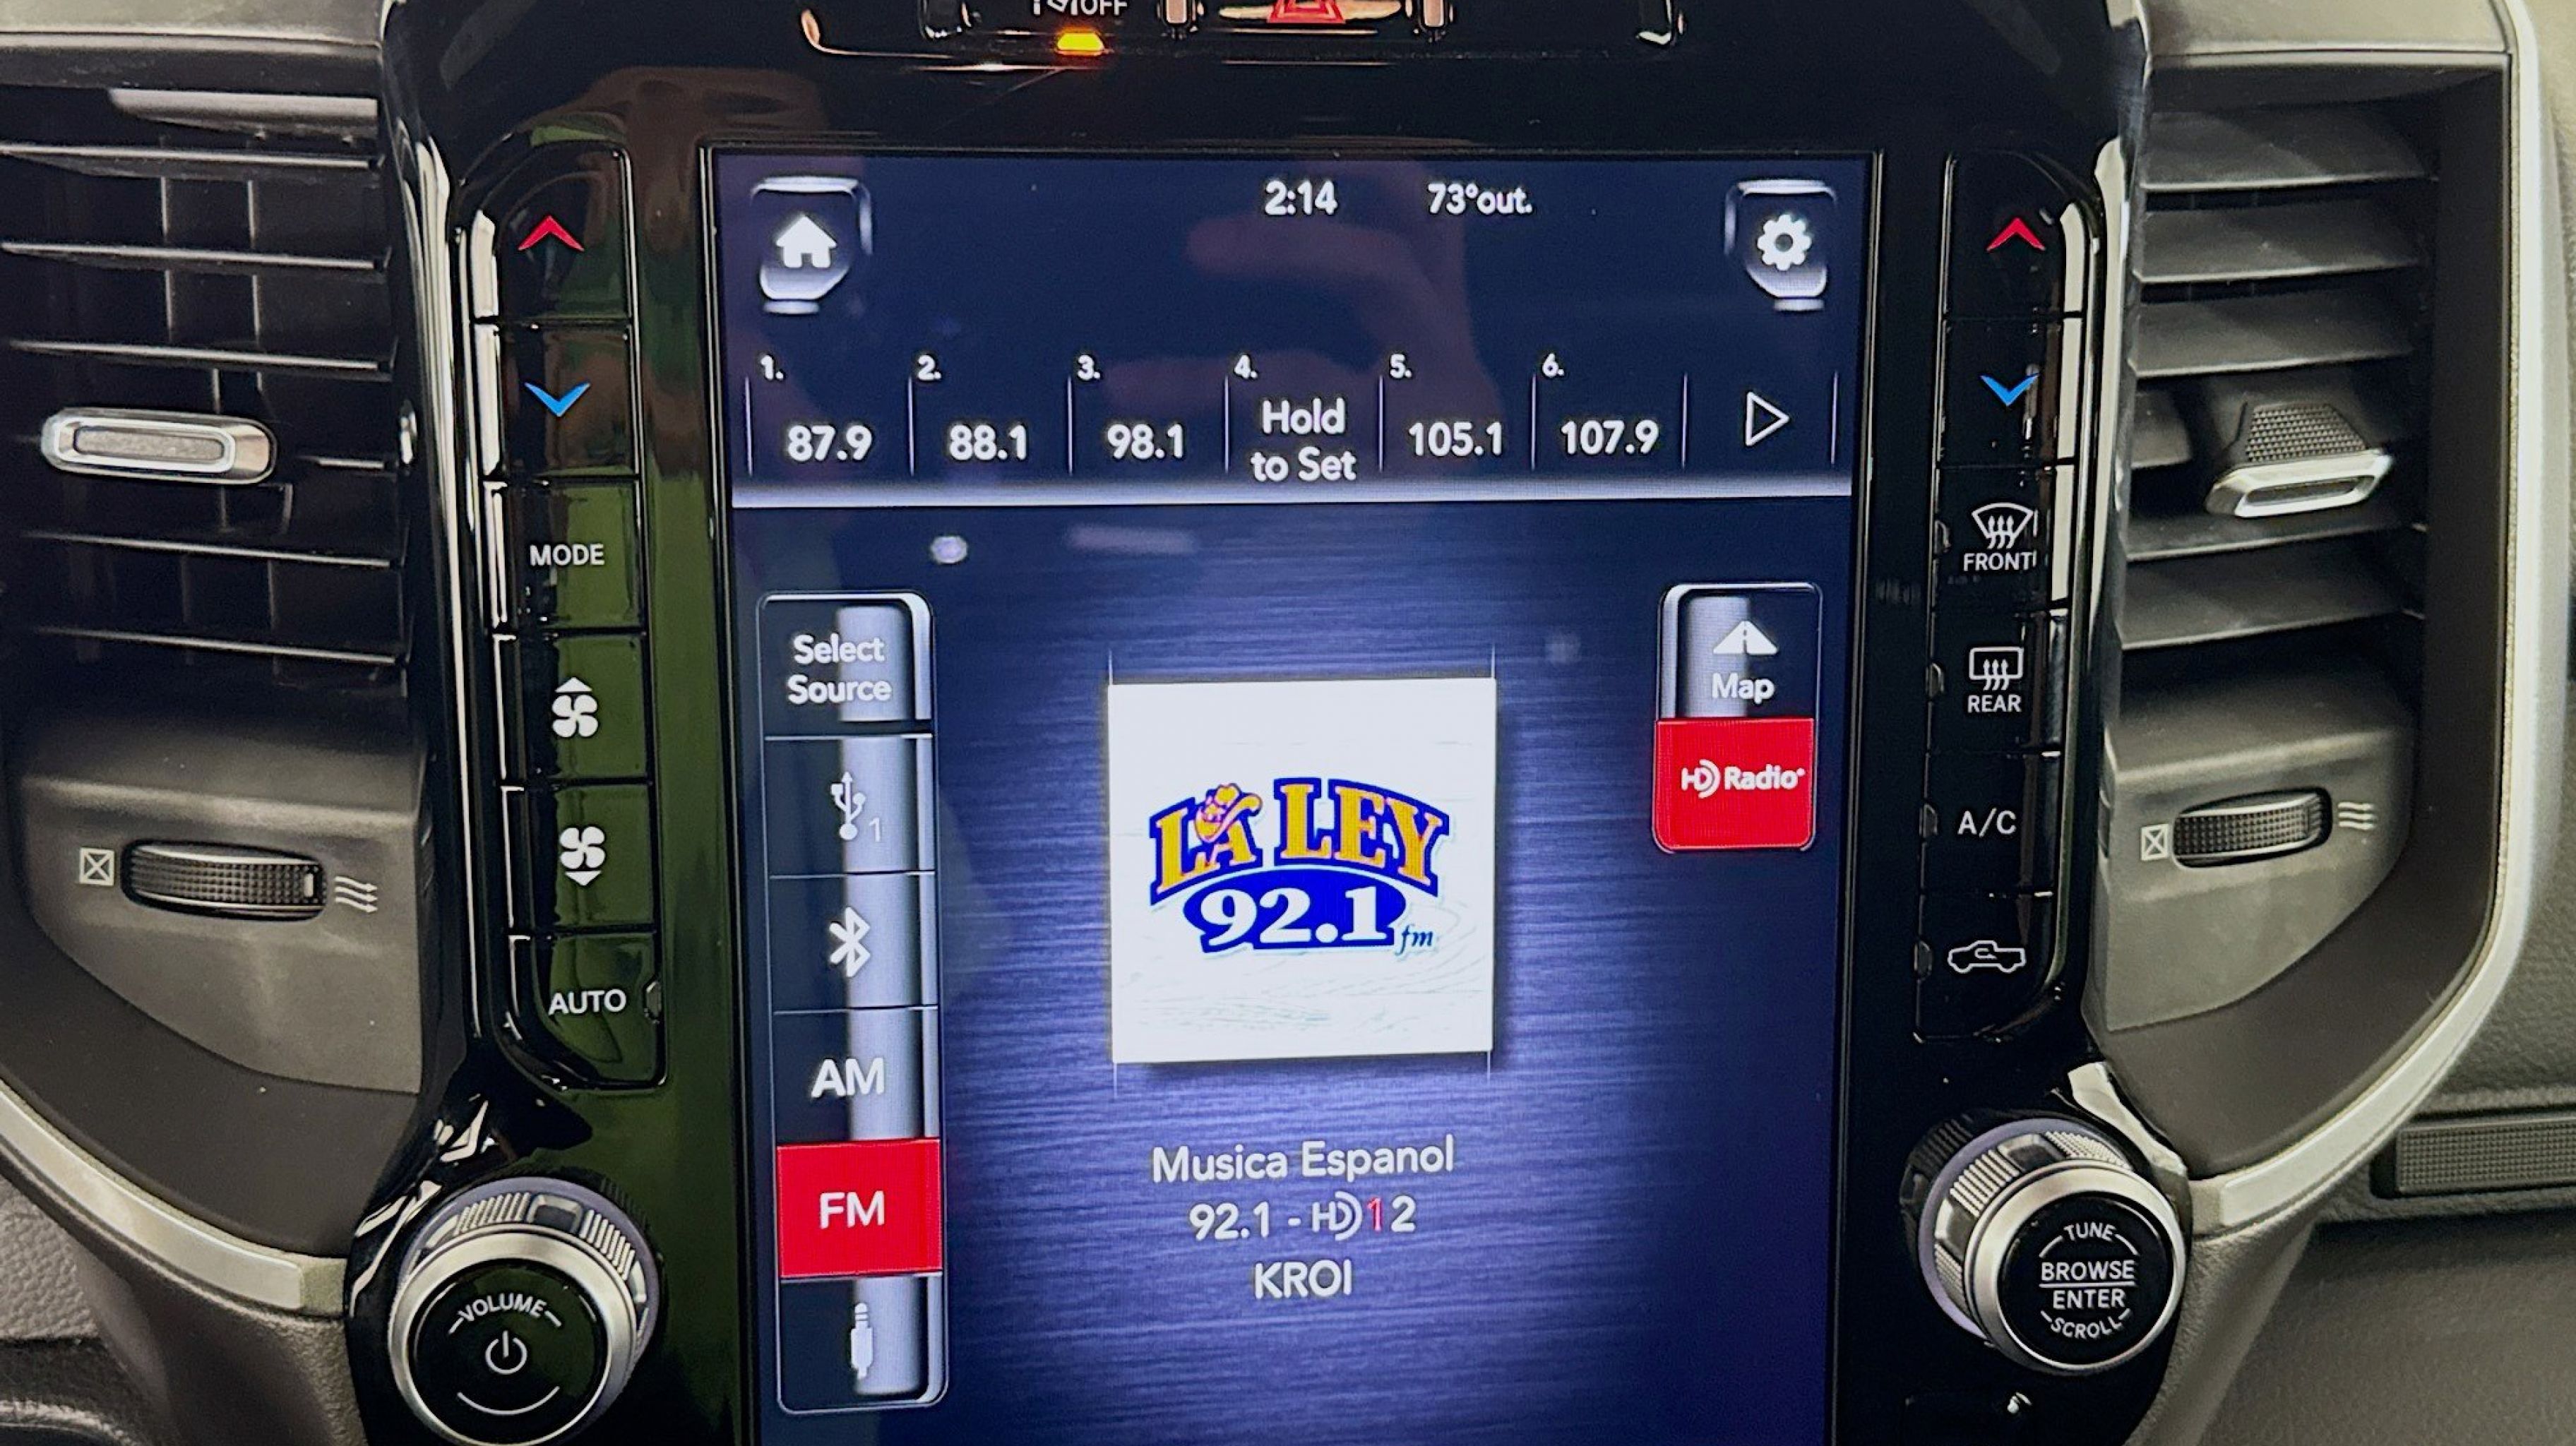 OFF
2:14 73°out.
1. 2. 3. 4. 5. 6.
87.9 88.1 98.1 Hold to Set 105.1 107.9
MODE
AUTO
VOLUME
Select
Source
1
AM
FM
LA LEY
92.1 fm
Musica Espanol
92.1 - HD 1 2
KROI
Map
HD Radio
FRONT
REAR
A/C
TUNE
BROWSE
ENTER
SCROLL